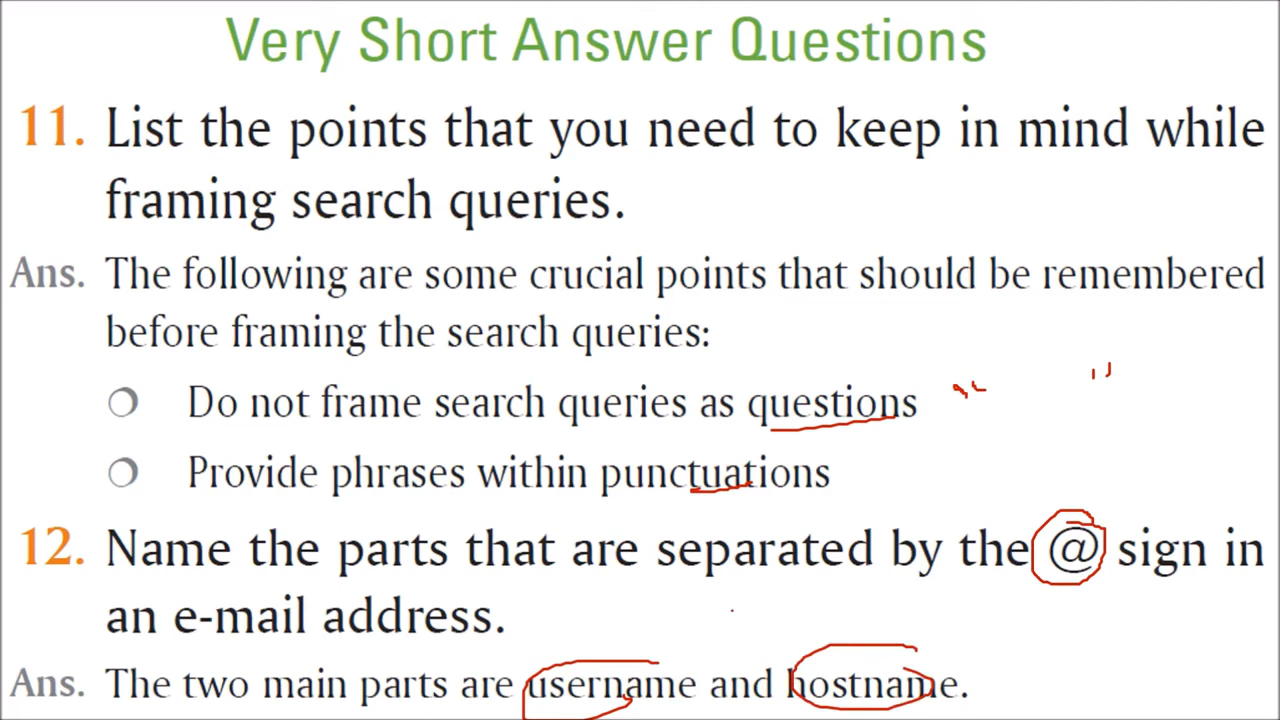 Very Short Answer Questions
11. List the points that you need to keep in mind while
framing search queries.
Ans. The following are some crucial points that should be remembered
before framing the search queries:
Do not frame search queries as questions “ "
Provide phrases within punctuations
12. Name the parts that are separated by the @ sign in
an e-mail address.
Ans. The two main parts are username and hostname.